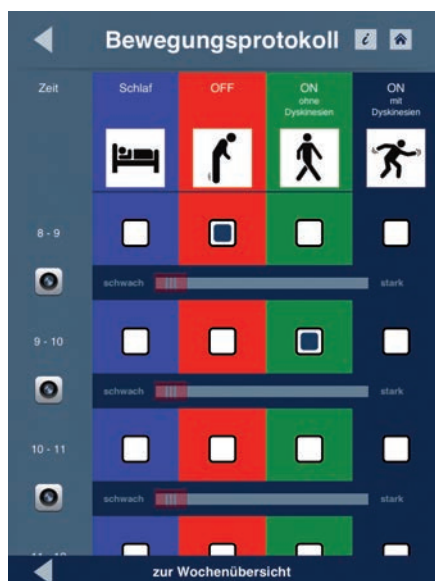 Bewegungsprotokoll i
Zeit Schlaf OFF ON ON
ohne mit
Dyskinesien Dyskinesien
8 - 9
schwach stark
9 - 10
schwach stark
10 - 11
schwach stark
zur Wochenübersicht